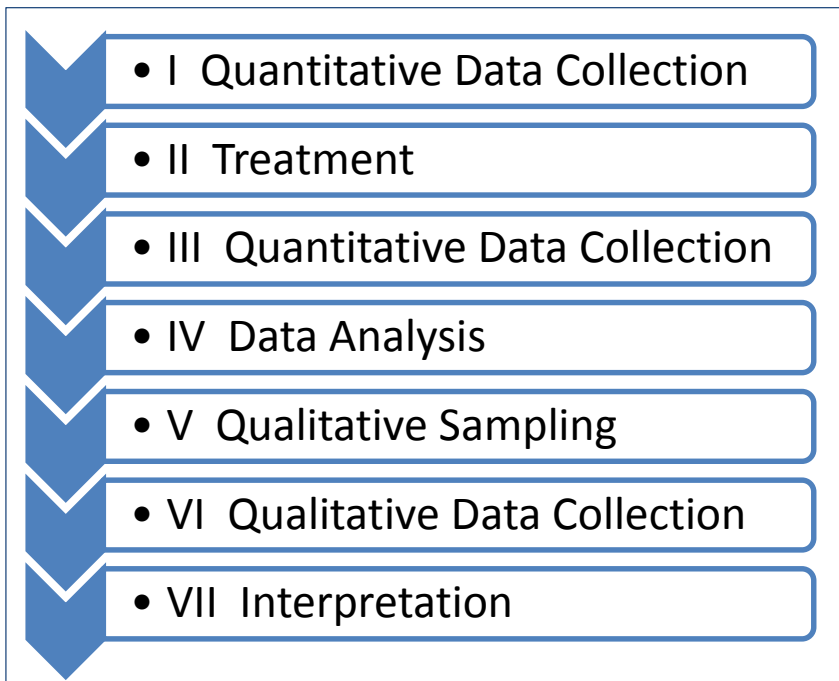 • I Quantitative Data Collection
• II Treatment
• III Quantitative Data Collection
• IV Data Analysis
• V Qualitative Sampling
• VI Qualitative Data Collection
• VII Interpretation